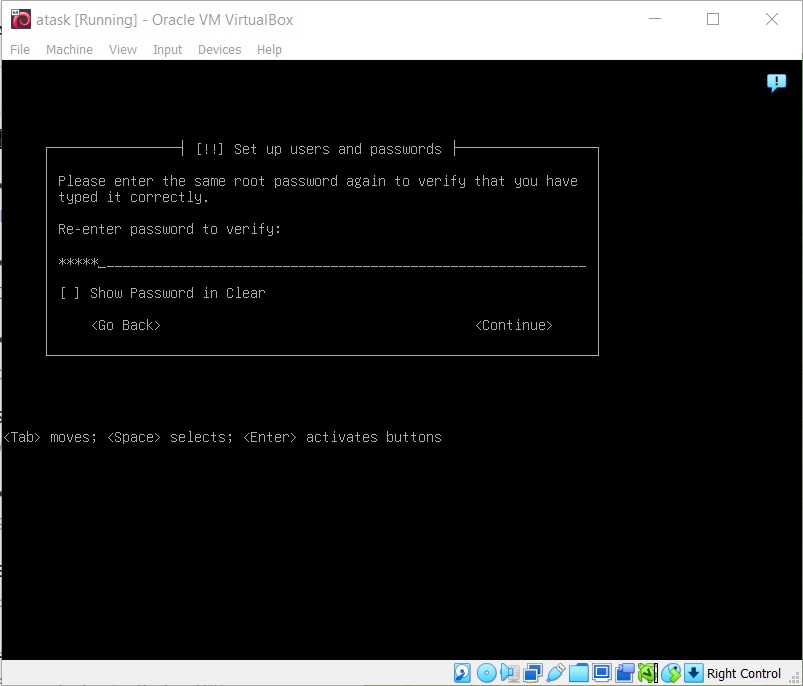 atask [Running] - Oracle VM VirtualBox
File Machine View Input Devices Help
[!!] Set up users and passwords
Please enter the same root password again to verify that you have
typed it correctly.
Re-enter password to verify:
*****_
[ ] Show Password in Clear
<Go Back> <Continue>
<Tab> moves; <Space> selects; <Enter> activates buttons
Right Control